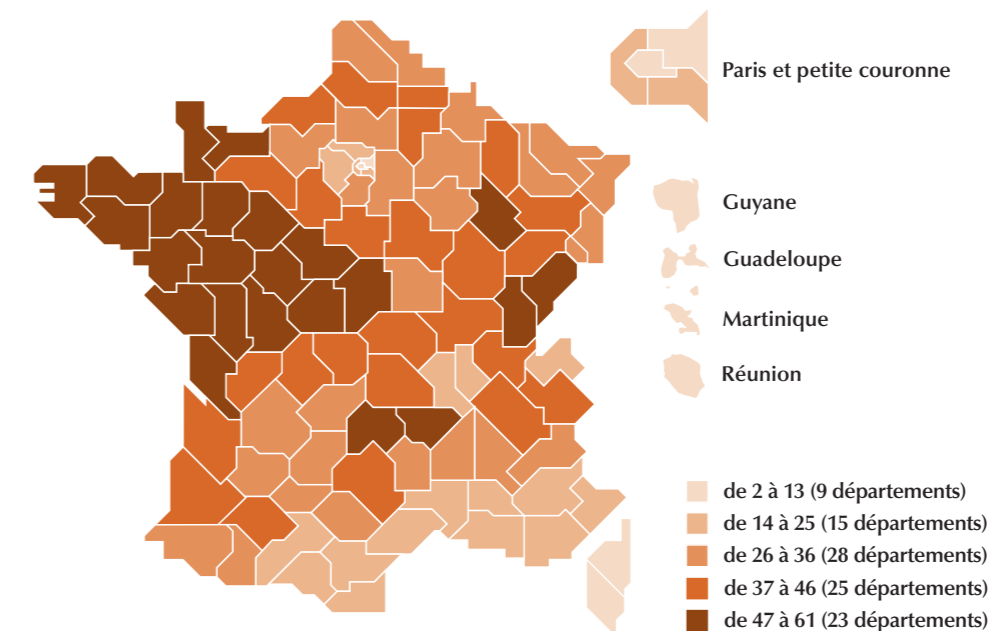 Paris et petite couronne
Guyane
Guadeloupe
Martinique
Réunion
de 2 à 13 (9 départements)
de 14 à 25 (15 départements)
de 26 à 36 (28 départements)
de 37 à 46 (25 départements)
de 47 à 61 (23 départements)